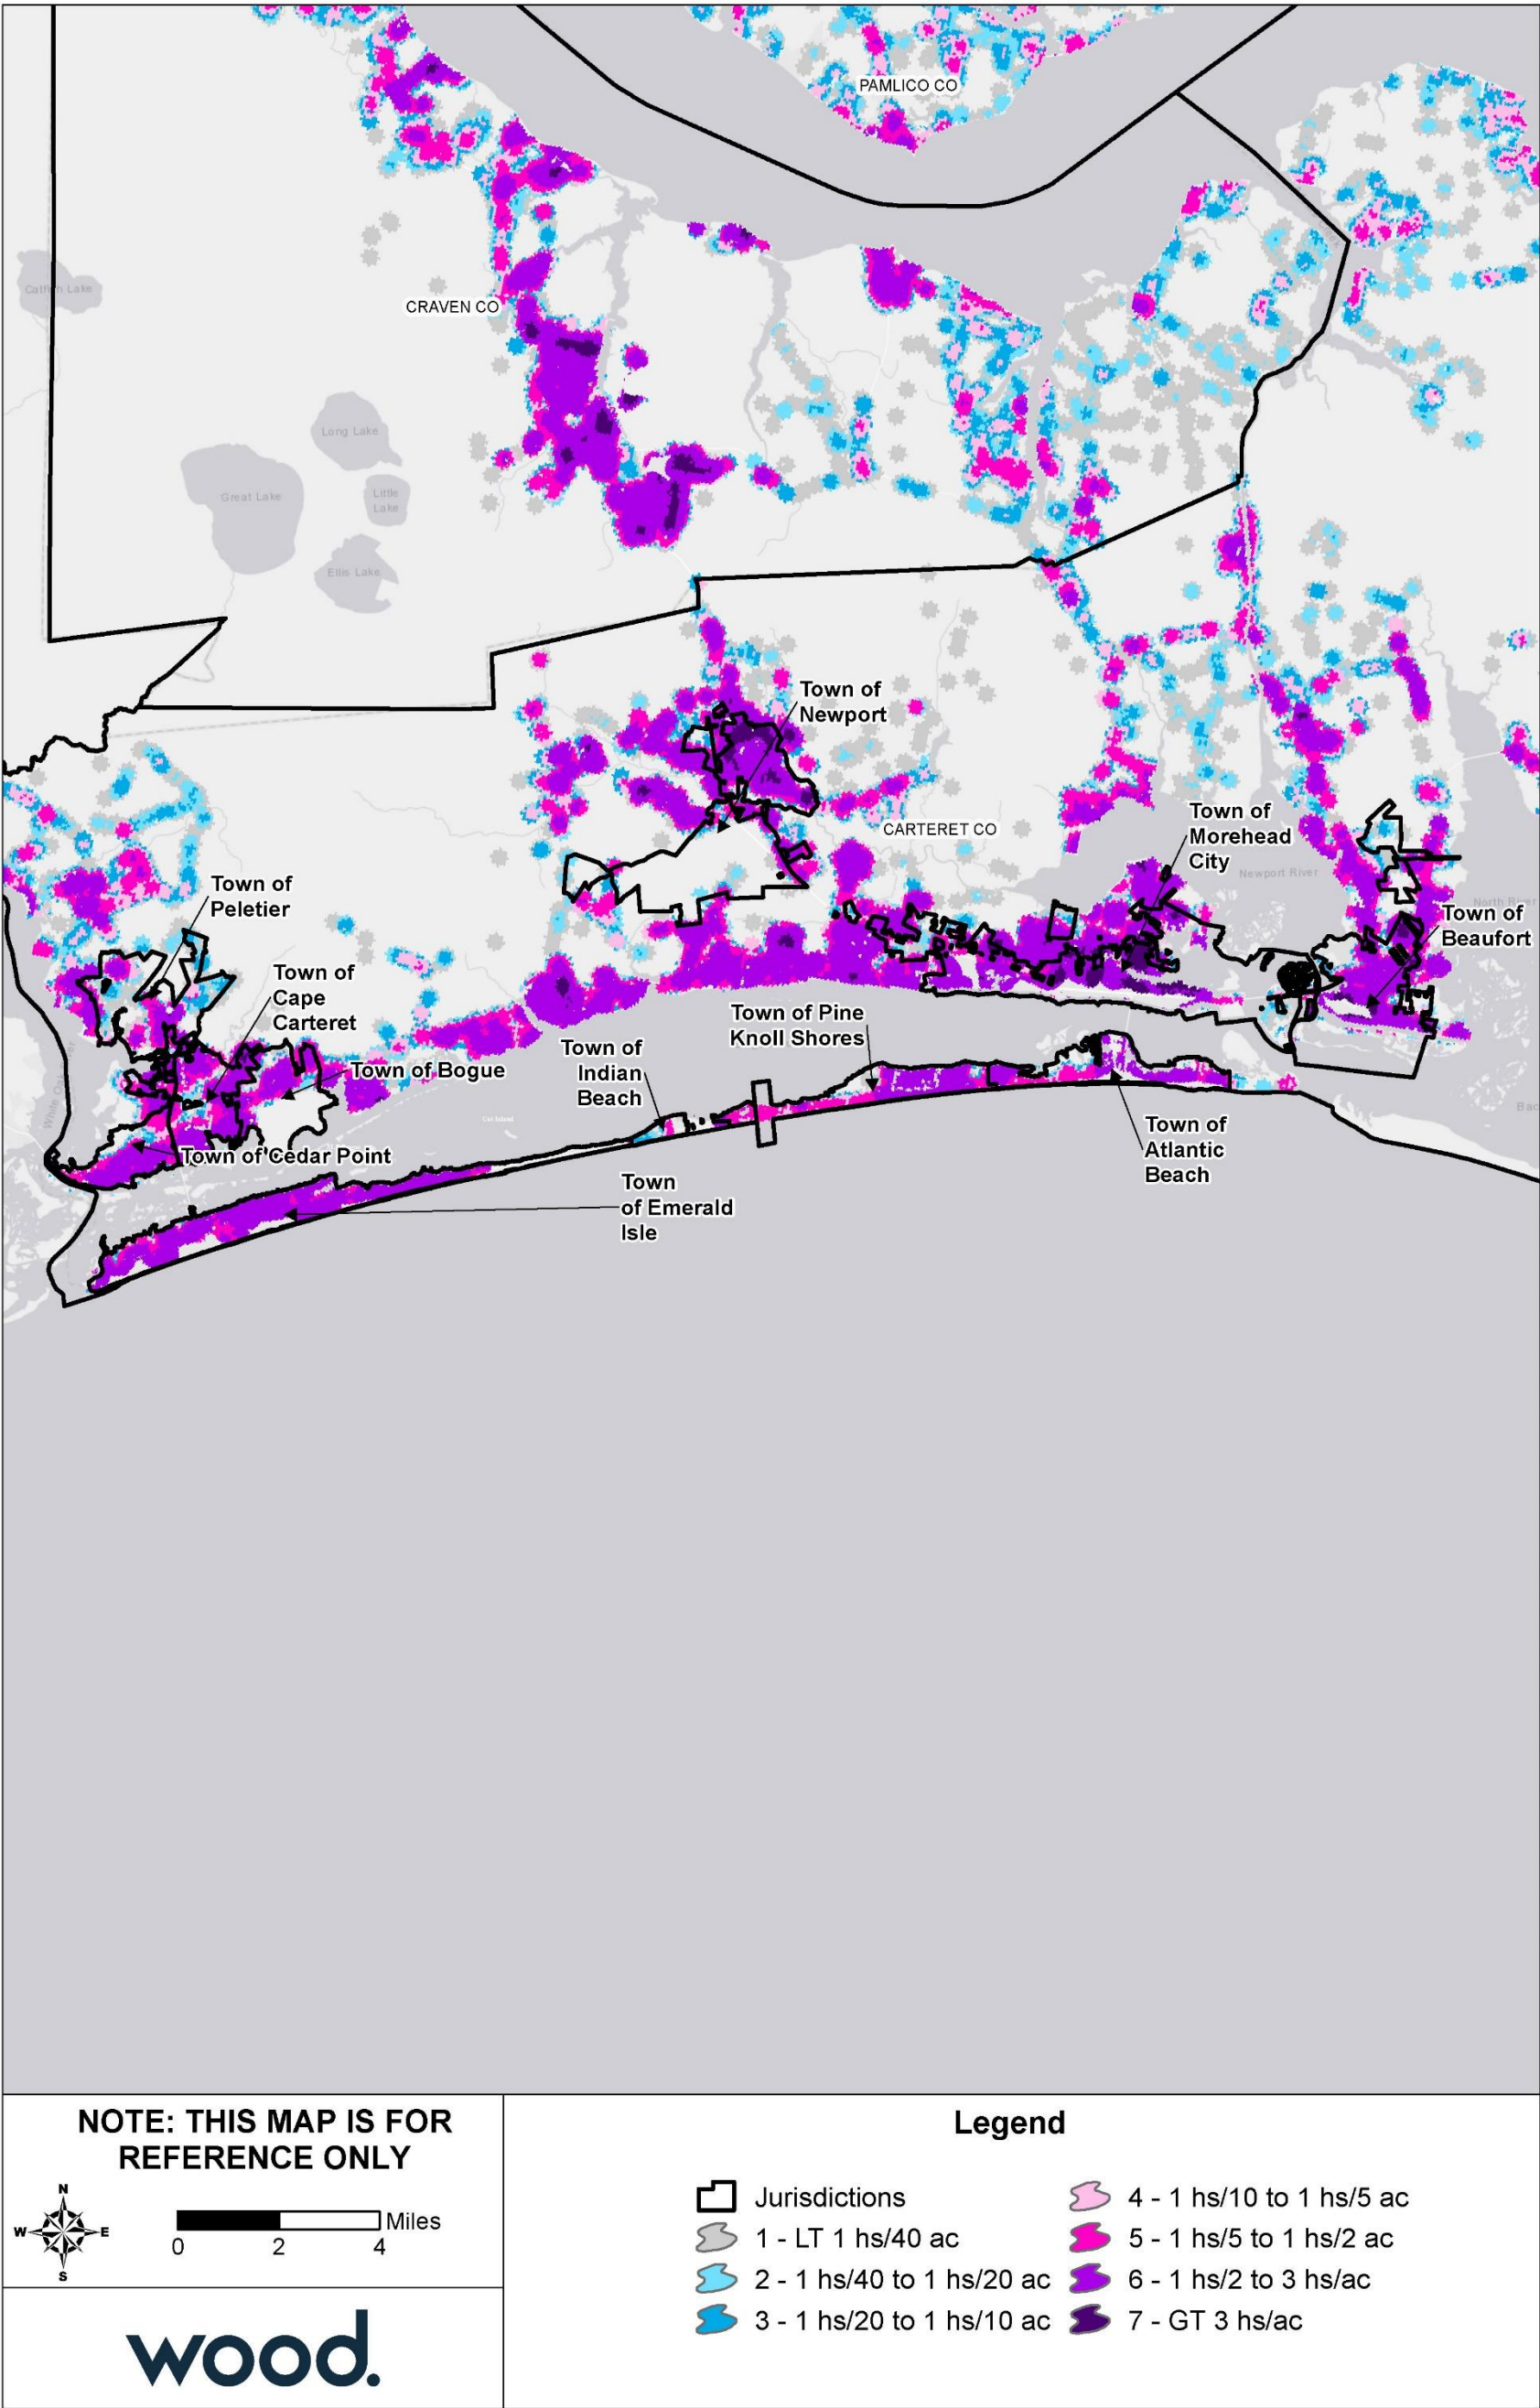 PAMLICO CO
Catfish Lake
CRAVEN CO
Long Lake
Great Lake
Little
Lake
Ellis Lake
Town of
Newport
CARTERET CO
Town of
Morehead
City
Newport River
Town of
Peletier
North River
Town of
Beaufort
Town of
Cape
Carteret
Town of Pine
Knoll Shores
Town of
Indian
Beach
Town of Bogue
Town of
Atlantic
Beach
Town of Cedar Point
Town
of Emerald
Isle
NOTE: THIS MAP IS FOR
REFERENCE ONLY
N
W E
S
Miles
0 2 4
wood.
Legend
Jurisdictions
1 - LT 1 hs/40 ac
2 - 1 hs/40 to 1 hs/20 ac
3 - 1 hs/20 to 1 hs/10 ac
4 - 1 hs/10 to 1 hs/5 ac
5 - 1 hs/5 to 1 hs/2 ac
6 - 1 hs/2 to 3 hs/ac
7 - GT 3 hs/ac